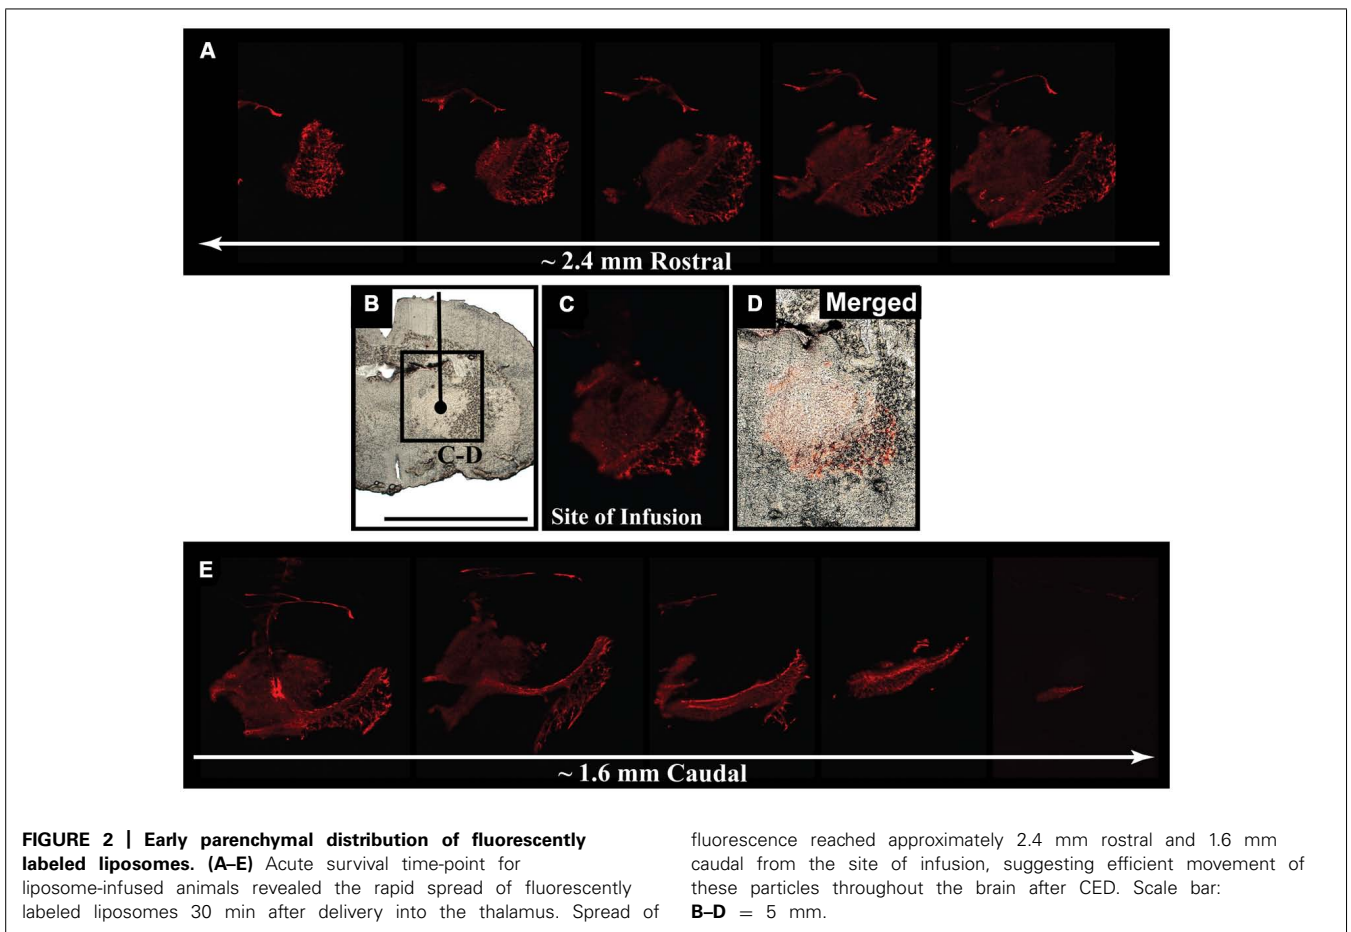 A
~ 2.4 mm Rostral
B
C-D
C
Site of Infusion
D
Merged
E
~ 1.6 mm Caudal
FIGURE 2 | Early parenchymal distribution of fluorescently
labeled liposomes. (A–E) Acute survival time-point for
liposome-infused animals revealed the rapid spread of fluorescently
labeled liposomes 30 min after delivery into the thalamus. Spread of
fluorescence reached approximately 2.4 mm rostral and 1.6 mm
caudal from the site of infusion, suggesting efficient movement of
these particles throughout the brain after CED. Scale bar:
B–D = 5 mm.